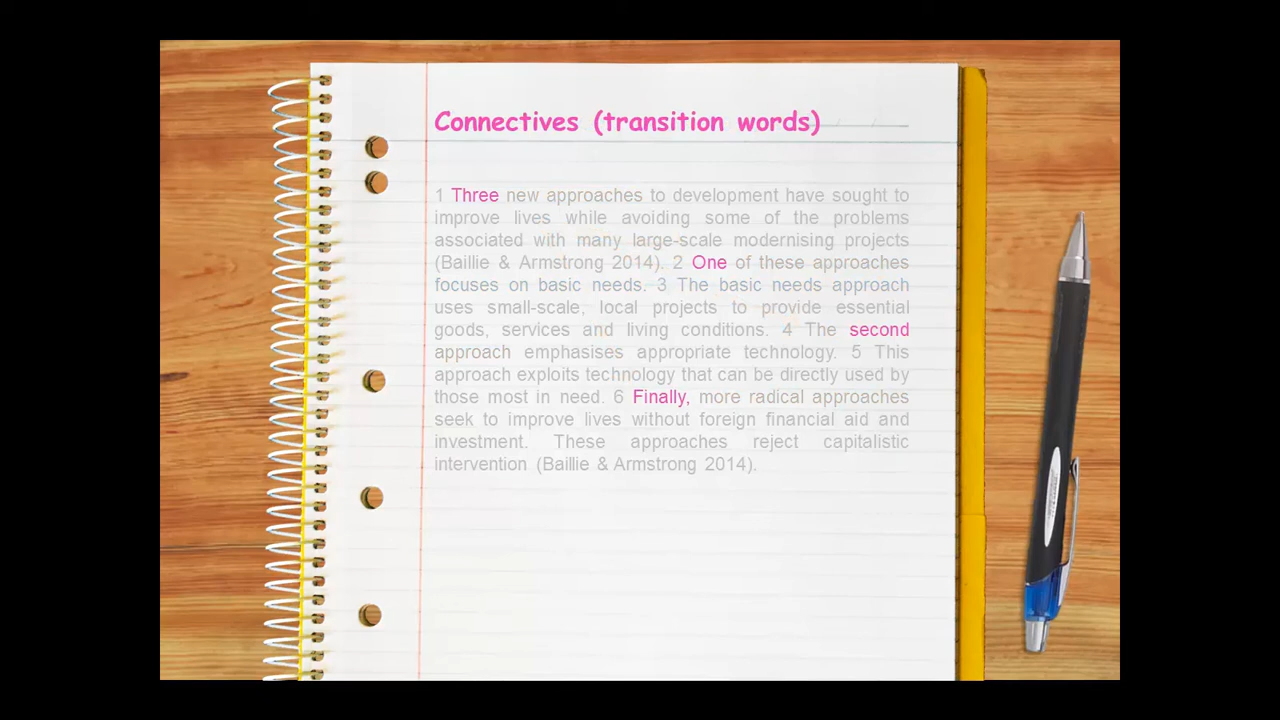 Connectives (transition words)
1 Three new approaches to development have sought to
improve lives while avoiding some of the problems
associated with many large-scale modernising projects
(Baillie & Armstrong 2014). 2 One of these approaches
focuses on basic needs. 3 The basic needs approach
uses small-scale, local projects to provide essential
goods, services and living conditions. 4 The second
approach emphasises appropriate technology. 5 This
approach exploits technology that can be directly used by
those most in need. 6 Finally, more radical approaches
seek to improve lives without foreign financial aid and
investment. These approaches reject capitalistic
intervention (Baillie & Armstrong 2014).